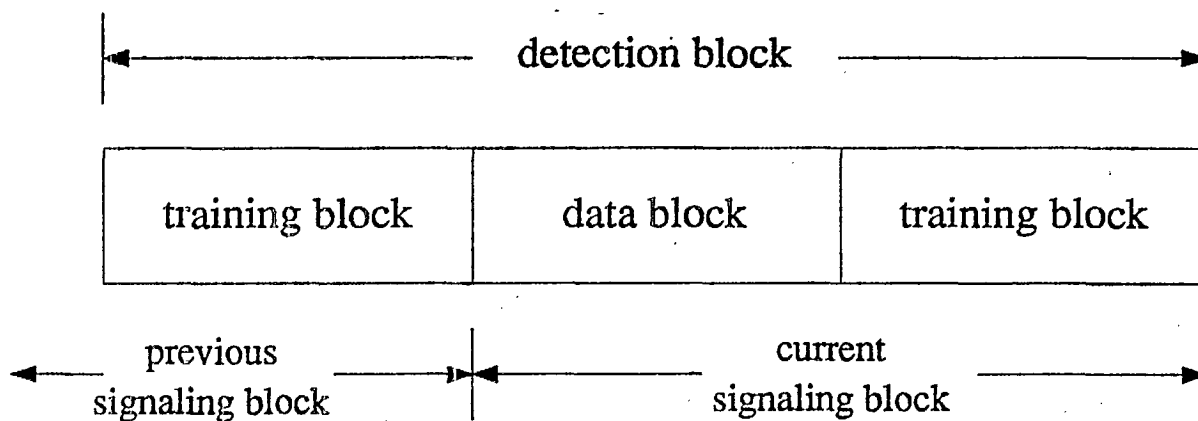 detection block
training block
data block
training block
previous
signaling block
current
signaling block